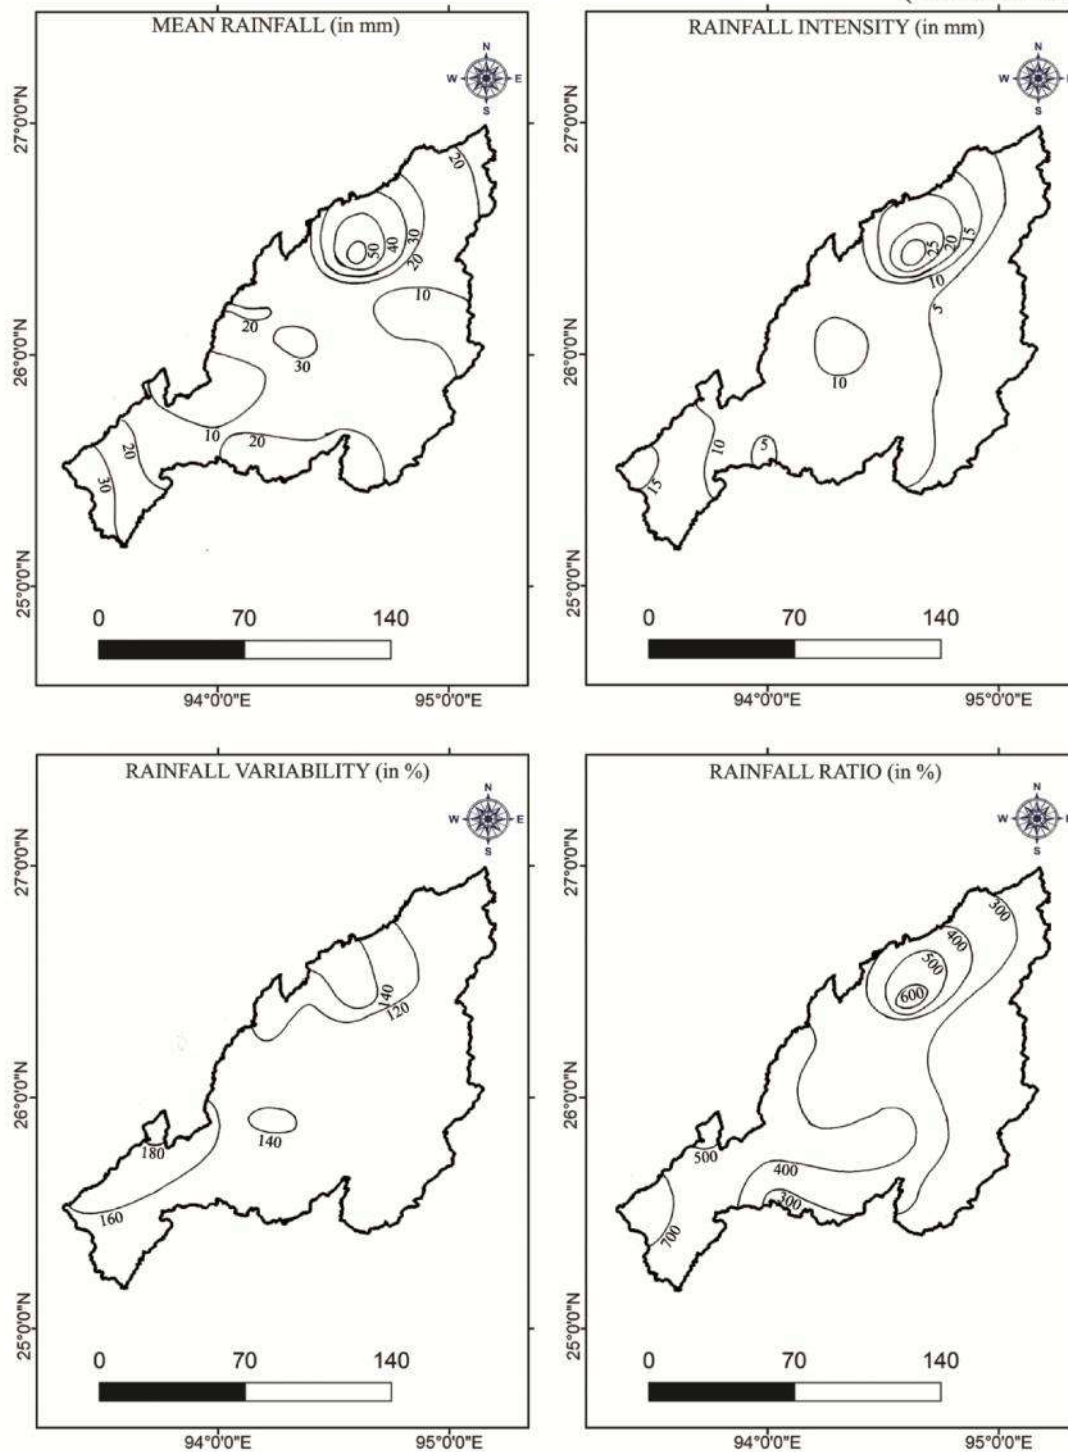 MEAN RAINFALL (in mm)
N
W E
S
27°0'0"N
26°0'0"N
25°0'0"N
20
30
40
50
20
10
20
30
10
20
20
30
0 70 140
94°0'0"E 95°0'0"E
RAINFALL INTENSITY (in mm)
N
W
S
27°0'0"N
26°0'0"N
25°0'0"N
15
20
25
10
5
10
5
10
15
0 70 140
94°0'0"E 95°0'0"E
RAINFALL VARIABILITY (in %)
N
W E
S
27°0'0"N
26°0'0"N
25°0'0"N
140
120
140
180
160
0 70 140
94°0'0"E 95°0'0"E
RAINFALL RATIO (in %)
N
W
S
27°0'0"N
26°0'0"N
25°0'0"N
300
400
500
600
500
400
300
700
0 70 140
94°0'0"E 95°0'0"E